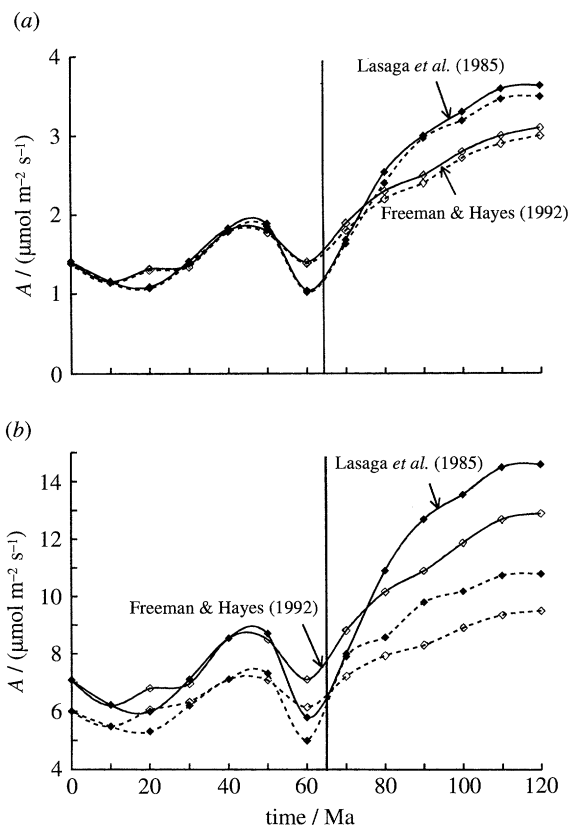 (a)
4
3
2
1
0
A / (μmol m⁻² s⁻¹)
Lasaga et al. (1985)
Freeman & Hayes (1992)
(b)
14
12
10
8
6
4
A / (μmol m⁻² s⁻¹)
Lasaga et al. (1985)
Freeman & Hayes (1992)
0 20 40 60 80 100 120
time / Ma